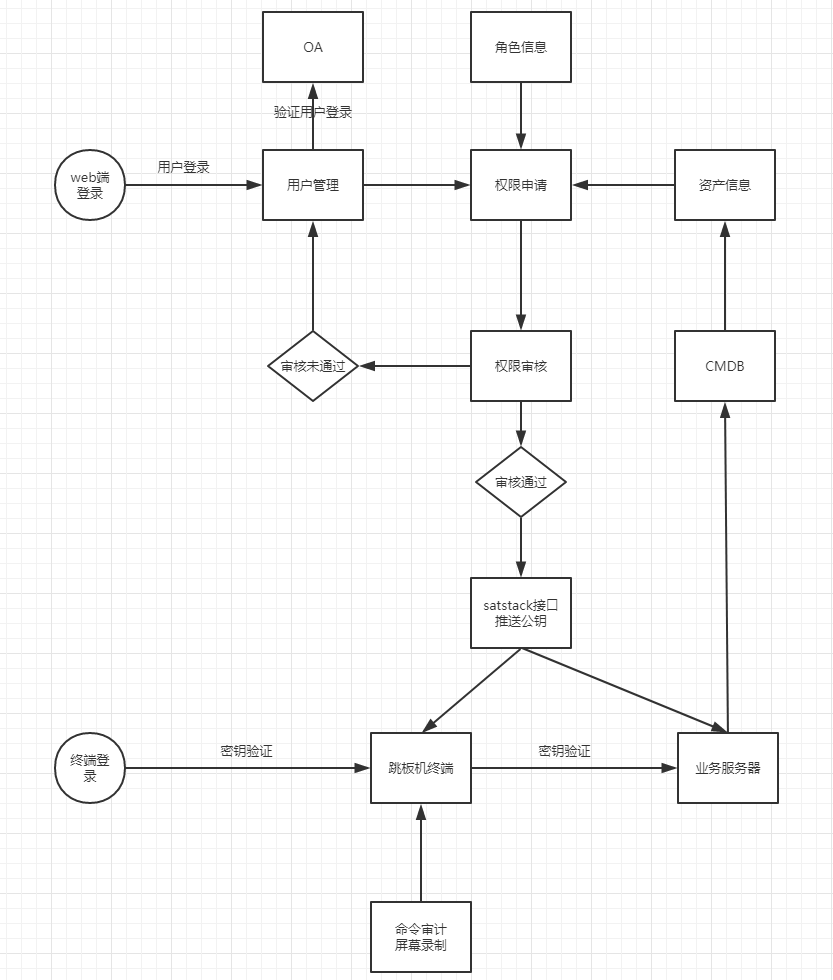 OA
角色信息
验证用户登录
web端
登录
用户登录
用户管理
权限申请
资产信息
审核未通过
权限审核
CMDB
审核通过
satstack接口
推送公钥
终端登
录
密钥验证
跳板机终端
密钥验证
业务服务器
命令审计
屏幕录制